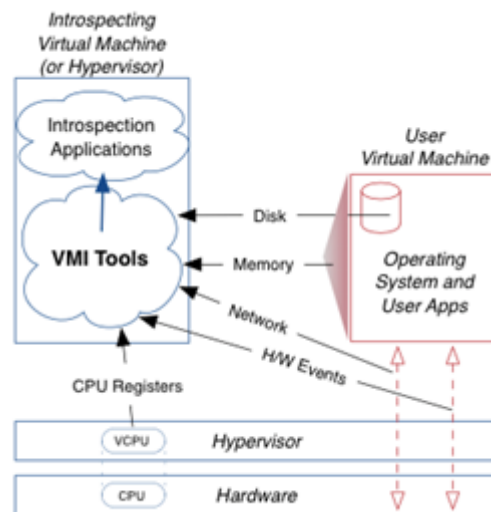 Introspecting
Virtual Machine
(or Hypervisor)
Introspection
Applications
VMI Tools
User
Virtual Machine
Disk
Memory
Operating
System and
User Apps
Network
H/W Events
CPU Registers
VCPU
Hypervisor
CPU
Hardware